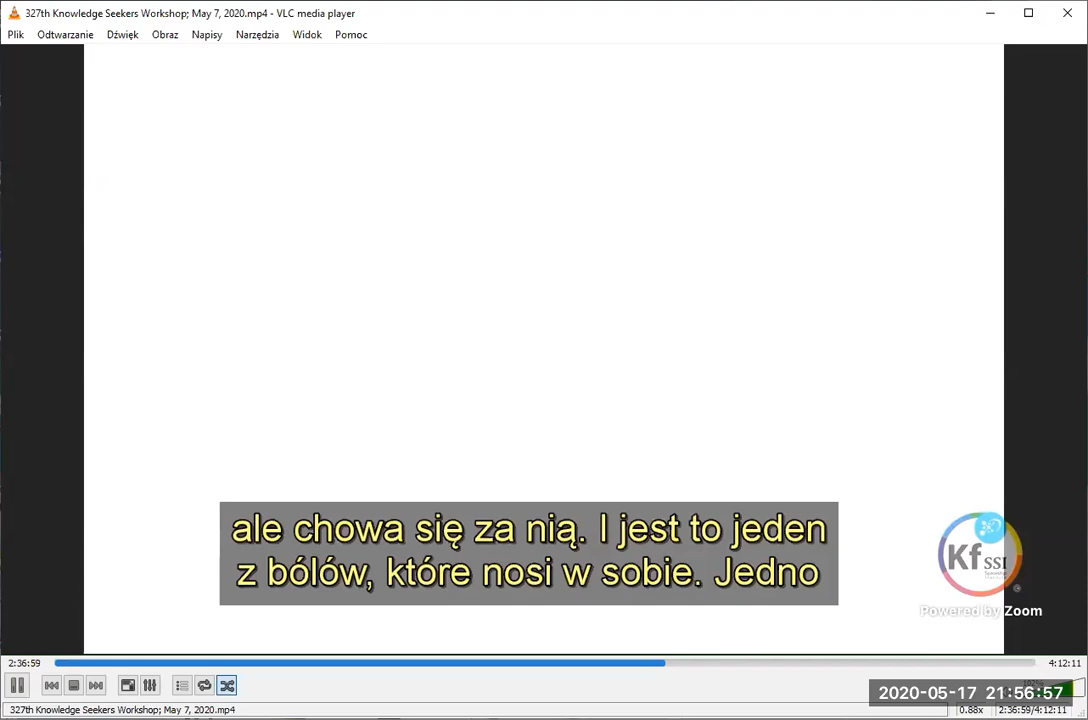 327th Knowledge Seekers Workshop; May 7, 2020.mp4 - VLC media player
Plik Odtwarzanie Dźwięk Obraz Napisy Narzędzia Widok Pomoc
ale chowa się za nią. I jest to jeden
z bólów, które nosi w sobie. Jedno
Kf SSI
Powered by Zoom
2:36:59 4:12:11
2020-05-17 21:56:57
327th Knowledge Seekers Workshop; May 7, 2020.mp4 0.88x 2:36:59/4:12:11